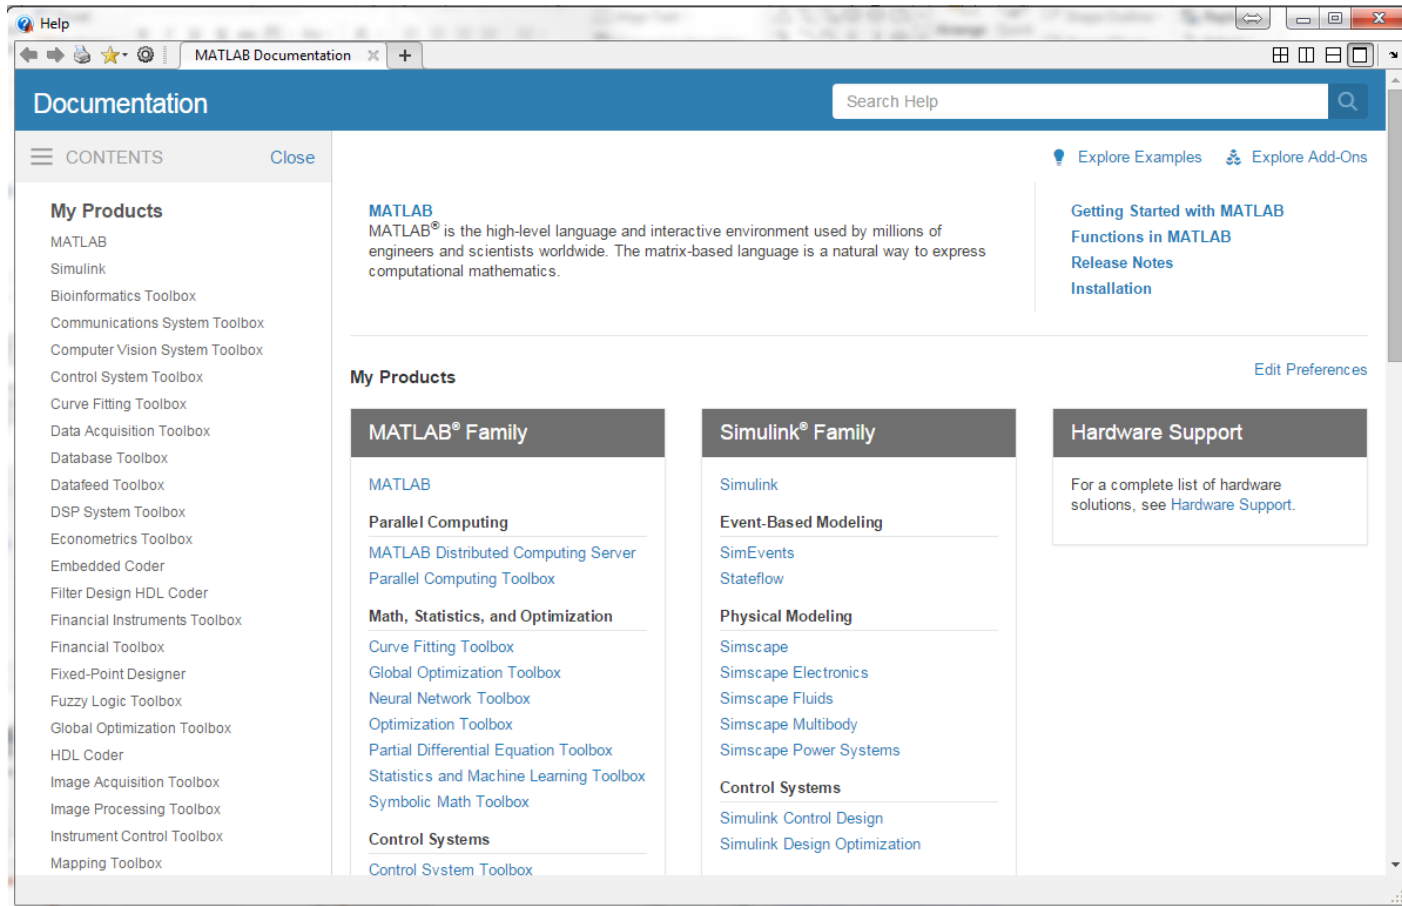 Help
MATLAB Documentation
Documentation
Search Help
CONTENTS
Close
Explore Examples
Explore Add-Ons
My Products
MATLAB
Simulink
Bioinformatics Toolbox
Communications System Toolbox
Computer Vision System Toolbox
Control System Toolbox
Curve Fitting Toolbox
Data Acquisition Toolbox
Database Toolbox
Datafeed Toolbox
DSP System Toolbox
Econometrics Toolbox
Embedded Coder
Filter Design HDL Coder
Financial Instruments Toolbox
Financial Toolbox
Fixed-Point Designer
Fuzzy Logic Toolbox
Global Optimization Toolbox
HDL Coder
Image Acquisition Toolbox
Image Processing Toolbox
Instrument Control Toolbox
Mapping Toolbox
MATLAB
MATLAB® is the high-level language and interactive environment used by millions of
engineers and scientists worldwide. The matrix-based language is a natural way to express
computational mathematics.
Getting Started with MATLAB
Functions in MATLAB
Release Notes
Installation
My Products
Edit Preferences
MATLAB® Family
MATLAB
Parallel Computing
MATLAB Distributed Computing Server
Parallel Computing Toolbox
Math, Statistics, and Optimization
Curve Fitting Toolbox
Global Optimization Toolbox
Neural Network Toolbox
Optimization Toolbox
Partial Differential Equation Toolbox
Statistics and Machine Learning Toolbox
Symbolic Math Toolbox
Control Systems
Control System Toolbox
Simulink® Family
Simulink
Event-Based Modeling
SimEvents
Stateflow
Physical Modeling
Simscape
Simscape Electronics
Simscape Fluids
Simscape Multibody
Simscape Power Systems
Control Systems
Simulink Control Design
Simulink Design Optimization
Hardware Support
For a complete list of hardware
solutions, see Hardware Support.